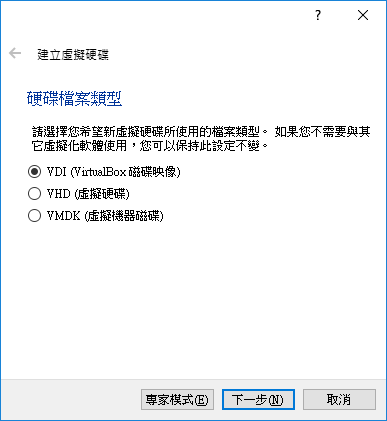 ?
建立虛擬硬碟
硬碟檔案類型
請選擇您希望新虛擬硬碟所使用的檔案類型。 如果您不需要與其
它虛擬化軟體使用，您可以保持此設定不變。
VDI (VirtualBox 磁碟映像)
VHD (虛擬硬碟)
VMDK (虛擬機器磁碟)
專家模式(E) 下一步(N) 取消